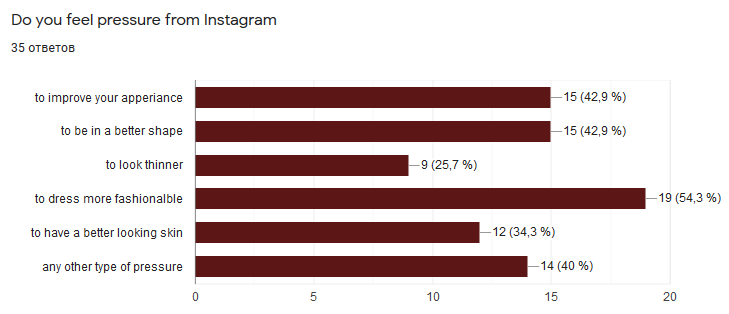 Do you feel pressure from Instagram
35 ответов
to improve your apperiance 15 (42,9 %)
to be in a better shape 15 (42,9 %)
to look thinner 9 (25,7 %)
to dress more fashionalble 19 (54,3 %)
to have a better looking skin 12 (34,3 %)
any other type of pressure 14 (40 %)
0 5 10 15 20